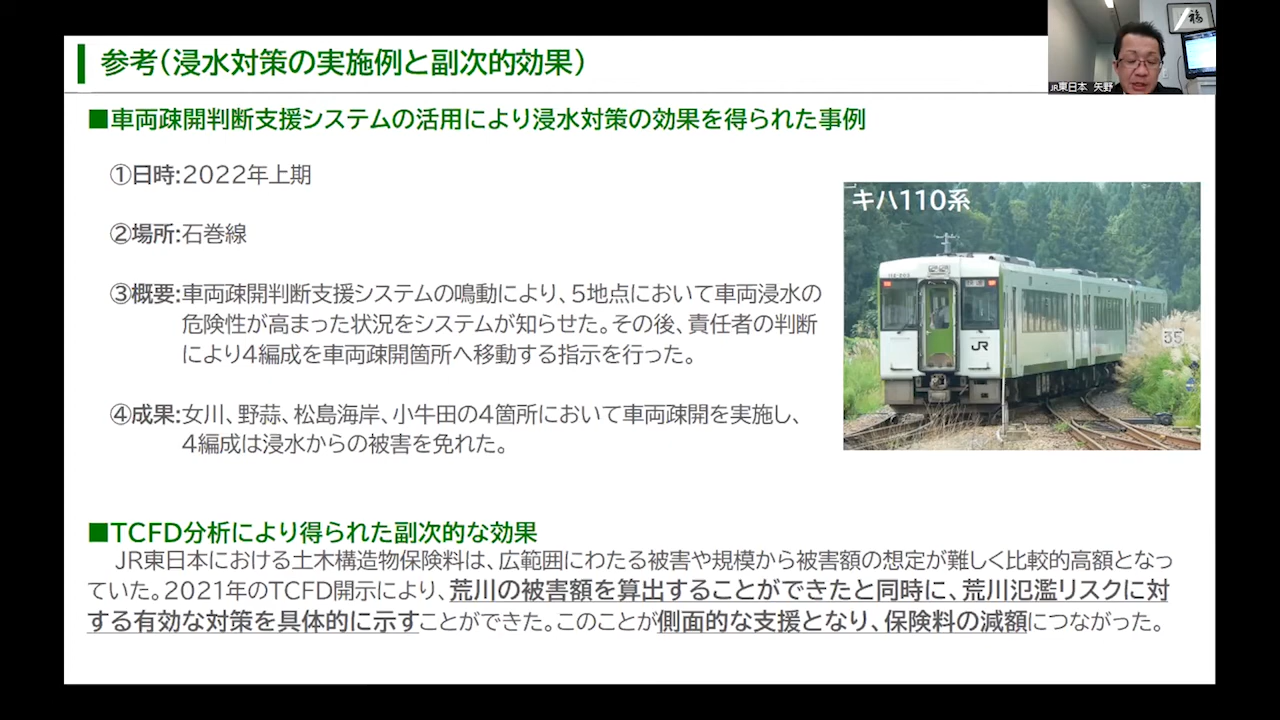 福
JR東日本 矢野
参考(浸水対策の実施例と副次的効果)
■車両疎開判断支援システムの活用により浸水対策の効果を得られた事例
①日時:2022年上期
②場所:石巻線
③概要:車両疎開判断支援システムの鳴動により、5地点において車両浸水の
危険性が高まった状況をシステムが知らせた。その後、責任者の判断
により4編成を車両疎開箇所へ移動する指示を行った。
④成果:女川、野蒜、松島海岸、小牛田の4箇所において車両疎開を実施し、
4編成は浸水からの被害を免れた。
キハ110系
JR
35
■TCFD分析により得られた副次的な効果
JR東日本における土木構造物保険料は、広範囲にわたる被害や規模から被害額の想定が難しく比較的高額となっ
ていた。2021年のTCFD開示により、荒川の被害額を算出することができたと同時に、荒川氾濫リスクに対
する有効な対策を具体的に示すことができた。このことが側面的な支援となり、保険料の減額につながった。